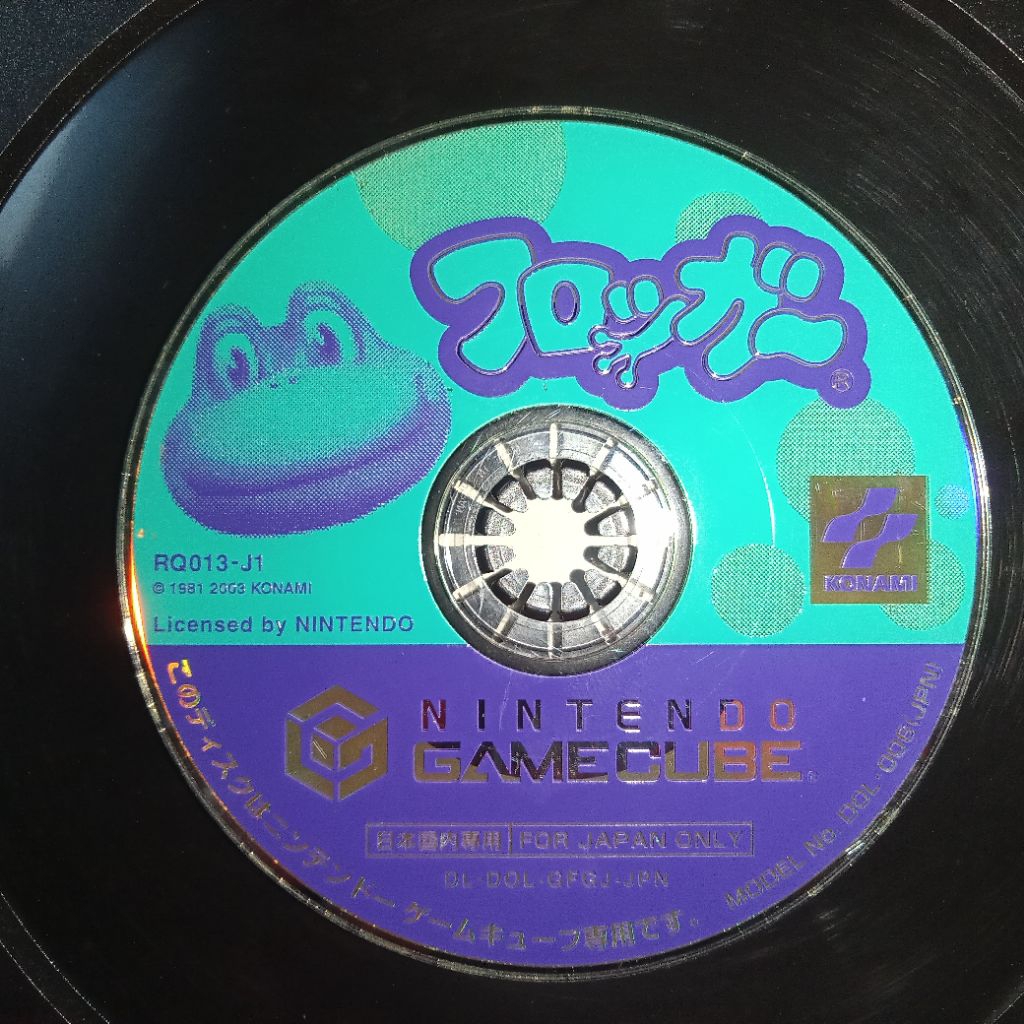 フロッガー
®
KONAMI
RQ013-J1
© 1981 2003 KONAMI
Licensed by NINTENDO
NINTENDO
GAMECUBE
日本国内専用 FOR JAPAN ONLY
DL-DOL-GFGJ-JPN
このディスクはニンテンドー ゲームキューブ専用です。
MODEL No. DOL-006(JPN)